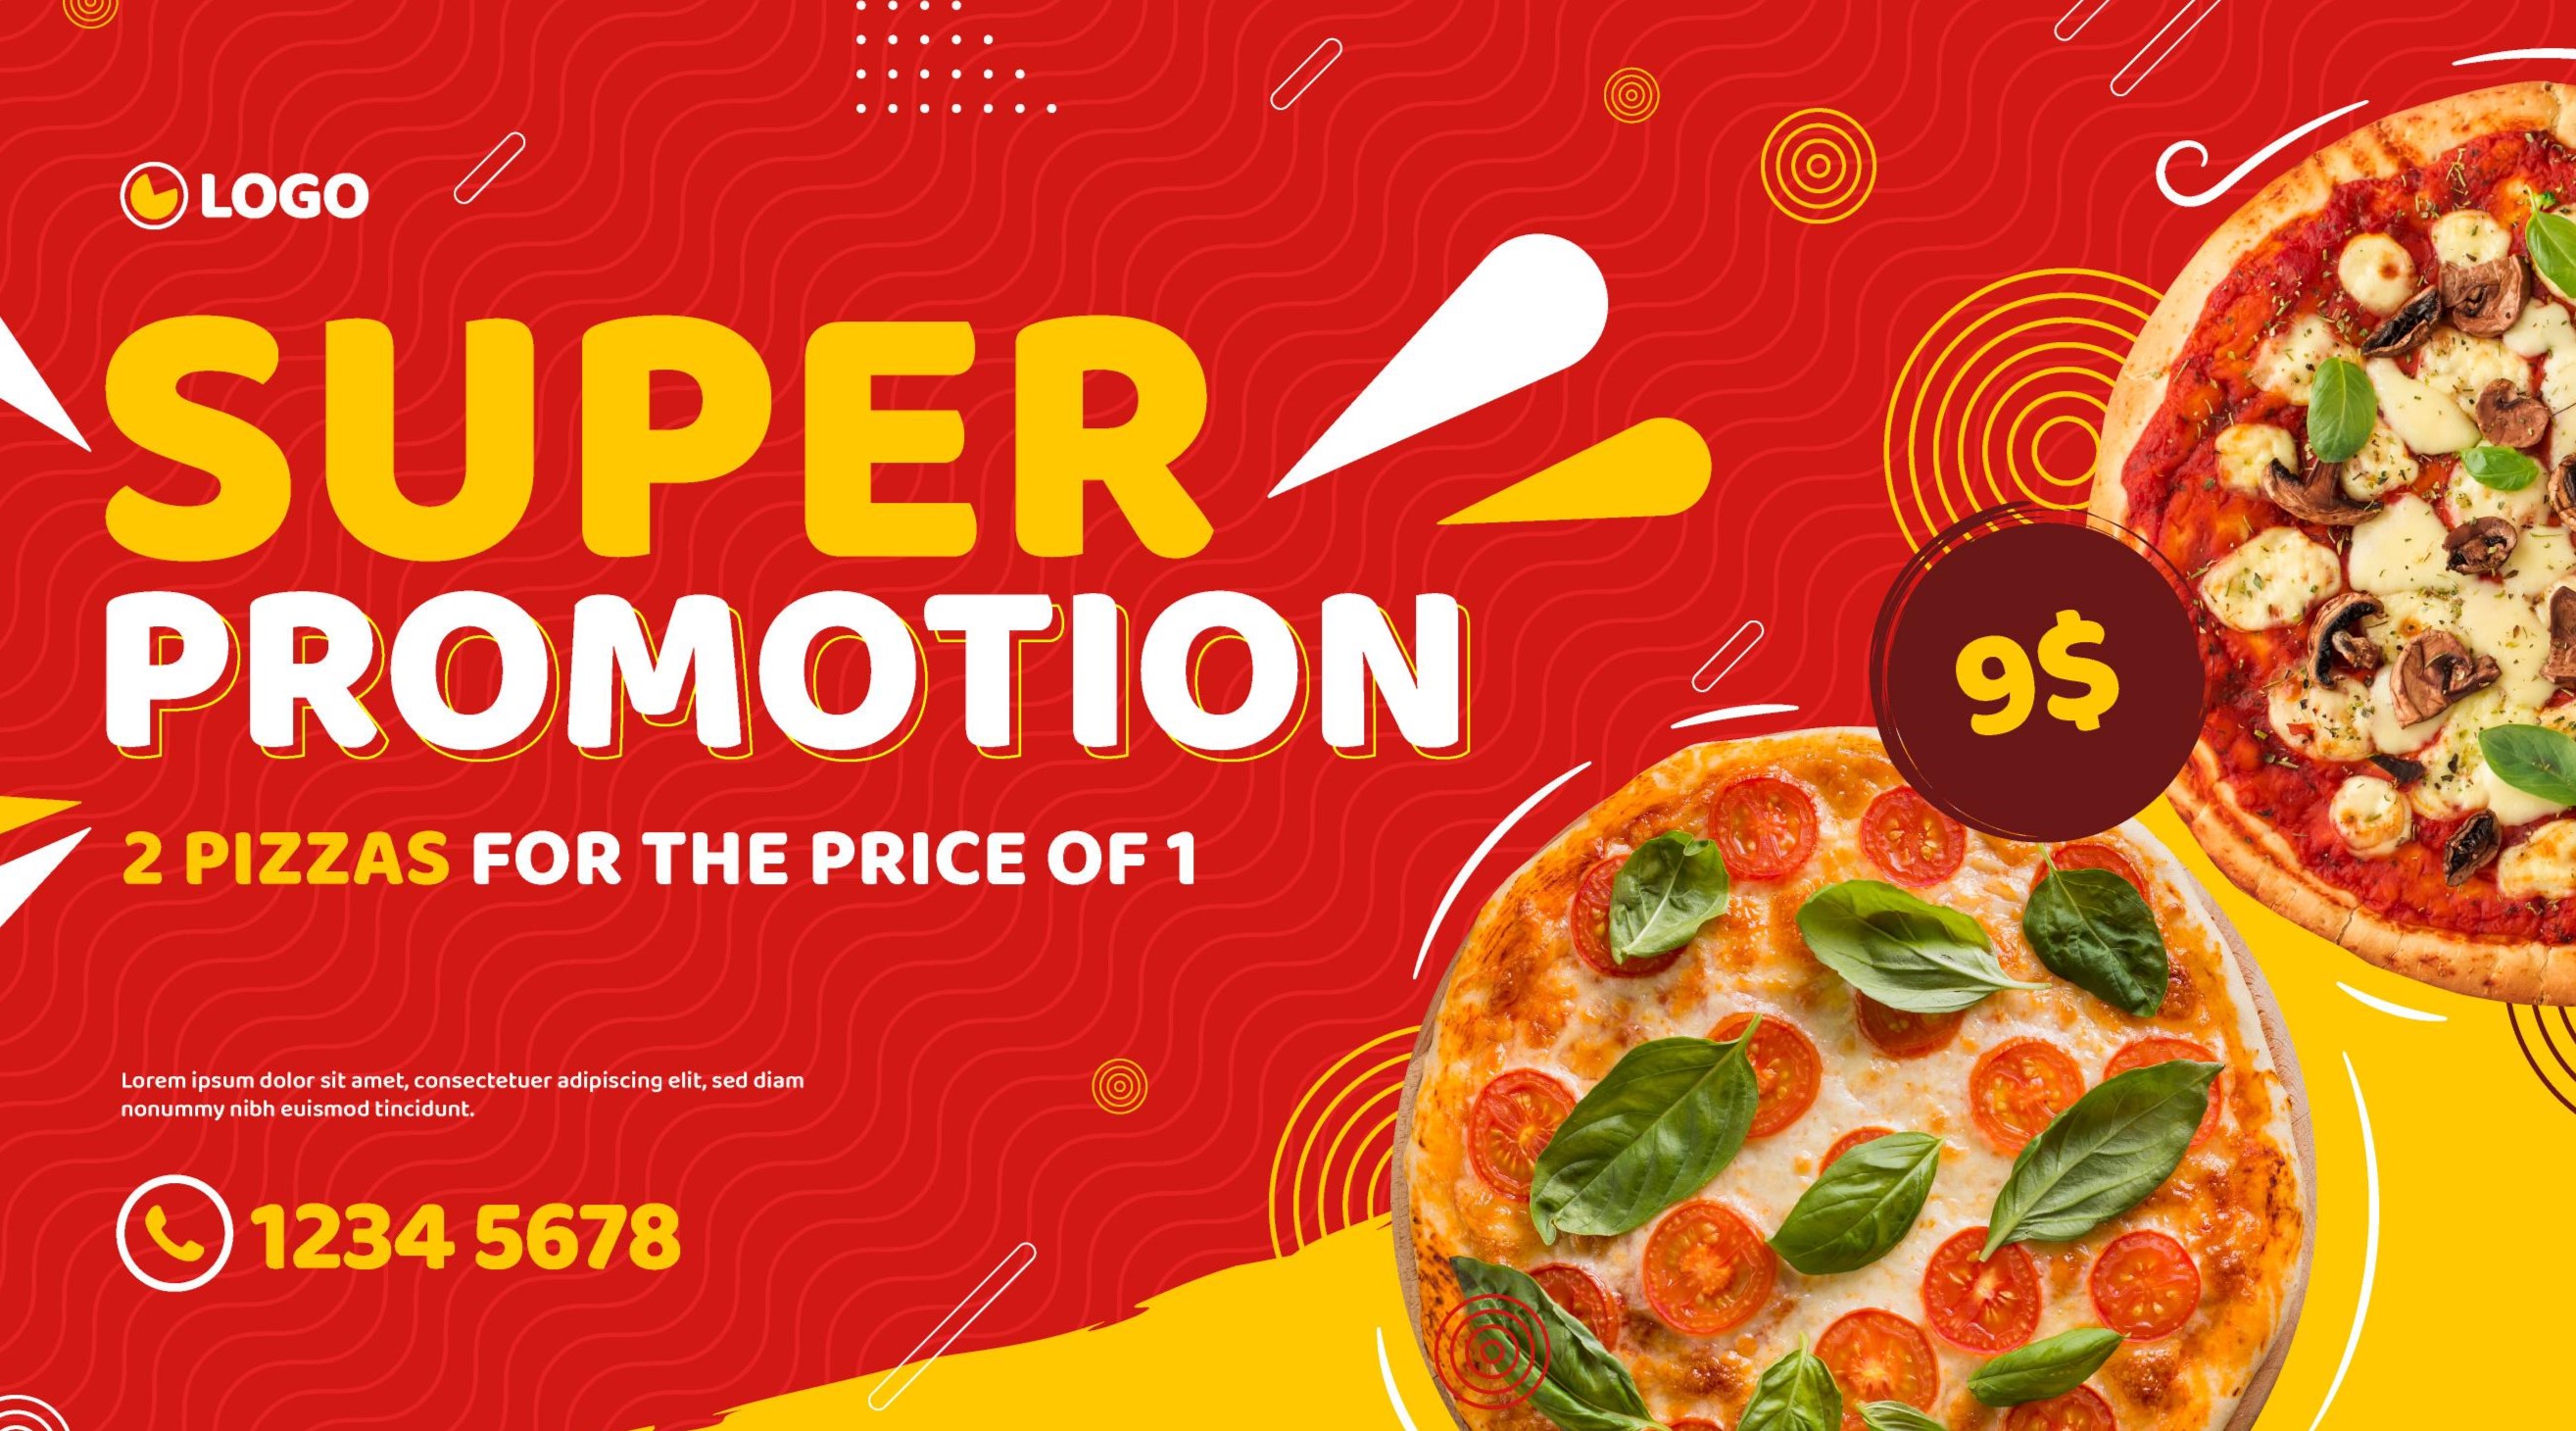 LOGO
SUPER
PROMOTION
9$
2 PIZZAS FOR THE PRICE OF 1
Lorem ipsum dolor sit amet, consectetuer adipiscing elit, sed diam
nonummy nibh euismod tincidunt.
1234 5678